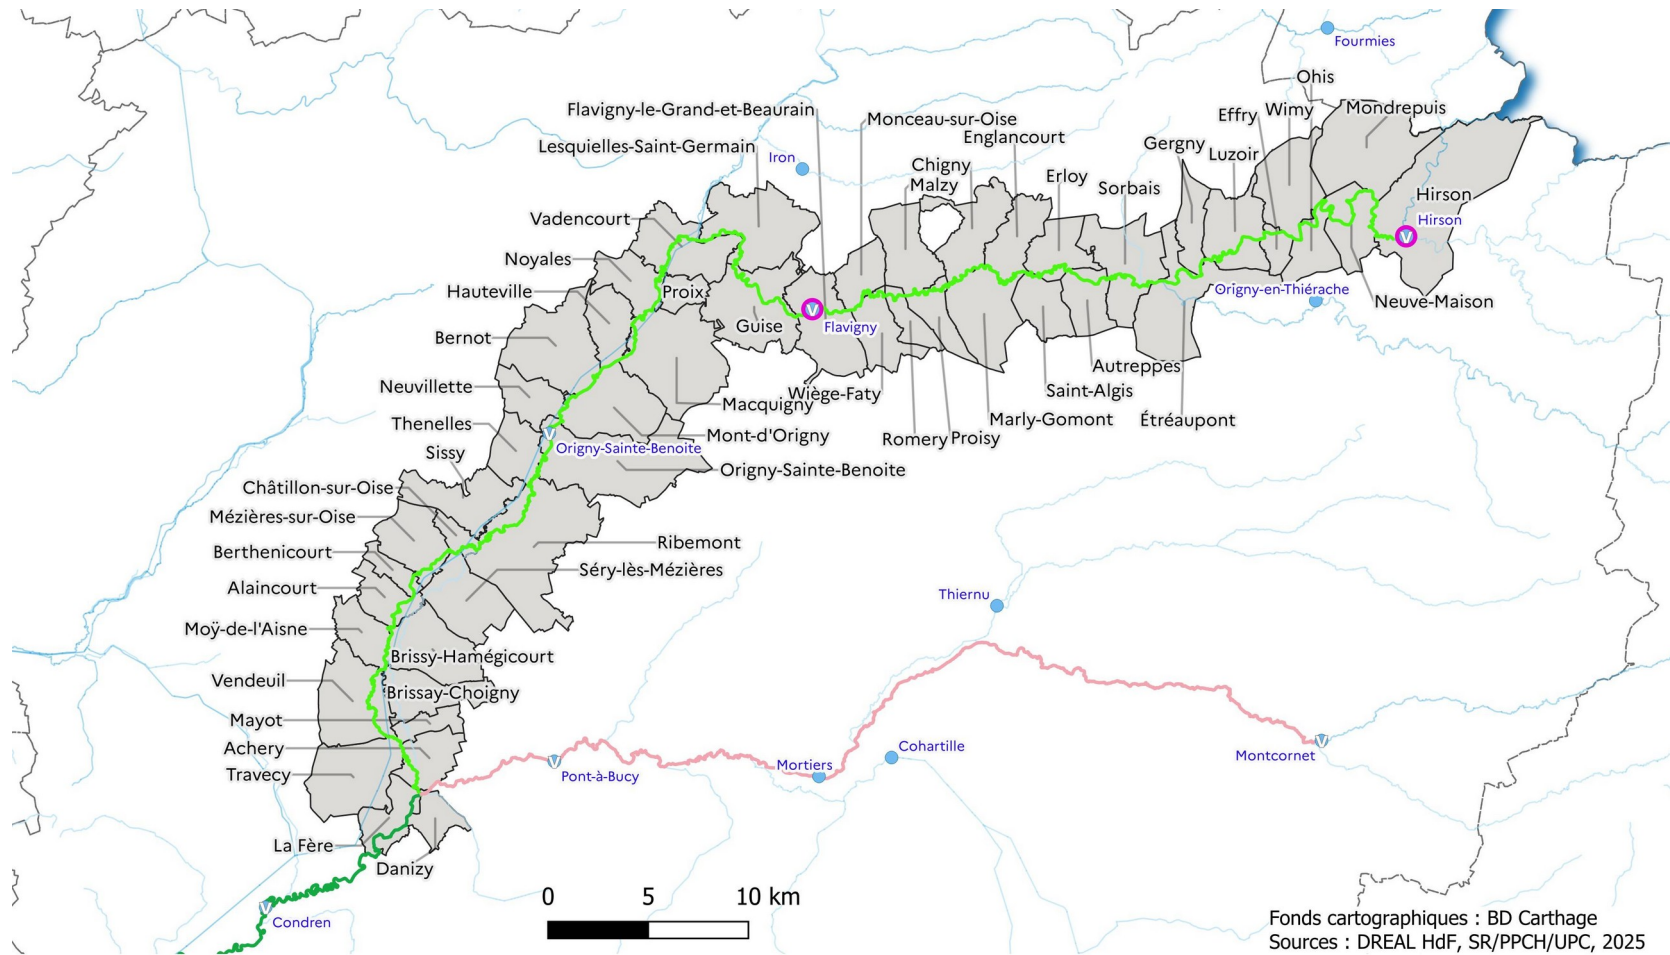 Fourmies
Ohis
Flavigny-le-Grand-et-Beaurain
Monceau-sur-Oise
Effry
Wimy
Mondrepuis
Englancourt
Lesquielles-Saint-Germain
Iron
Gergny
Luzoir
Chigny
Malzy
Erloy
Sorbais
Hirson
Hirson
Vadencourt
Noyales
Hauteville
Proix
Origny-en-Thiérache
Neuve-Maison
Guise
Flavigny
Bernot
Autreppes
Neuvillette
Wiège-Faty
Saint-Algis
Macquigny
Thenelles
Marly-Gomont
Étréaupont
Mont-d'Origny
Romery
Proisy
Origny-Sainte-Benoite
Sissy
Origny-Sainte-Benoite
Châtillon-sur-Oise
Mézières-sur-Oise
Ribemont
Berthenicourt
Séry-lès-Mézières
Alaincourt
Thiernu
Moÿ-de-l'Aisne
Brissy-Hamégicourt
Vendeuil
Brissay-Choigny
Mayot
Achery
Cohartille
Montcornet
Mortiers
Travecy
Pont-à-Bucy
La Fère
Danizy
Condren
0 5 10 km
Fonds cartographiques : BD Carthage
Sources : DREAL HdF, SR/PPCH/UPC, 2025
V
V
V
V
V
V